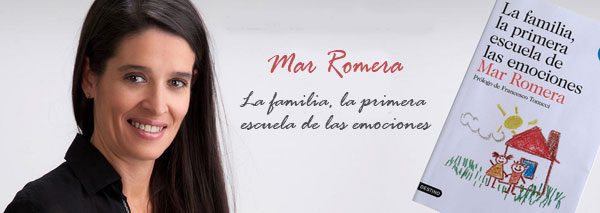 Mar Romera
La familia, la primera
escuela de las emociones
La familia,
la primera
escuela de
las emociones
Mar Romera
Prólogo de Francesco Tonucci
DESTINO